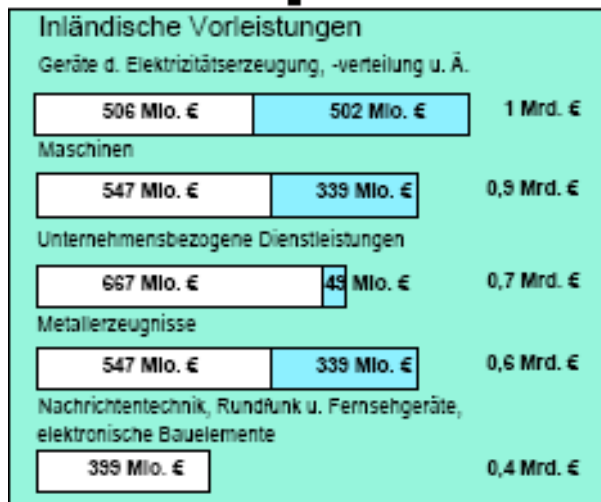 Inländische Vorleistungen
Geräte d. Elektrizitätserzeugung, -verteilung u. Ä.
506 Mio. € 502 Mio. € 1 Mrd. €
Maschinen
547 Mio. € 339 Mio. € 0,9 Mrd. €
Unternehmensbezogene Dienstleistungen
667 Mio. € 49 Mio. € 0,7 Mrd. €
Metallerzeugnisse
547 Mio. € 339 Mio. € 0,6 Mrd. €
Nachrichtentechnik, Rundfunk u. Fernsehgeräte,
elektronische Bauelemente
399 Mio. € 0,4 Mrd. €